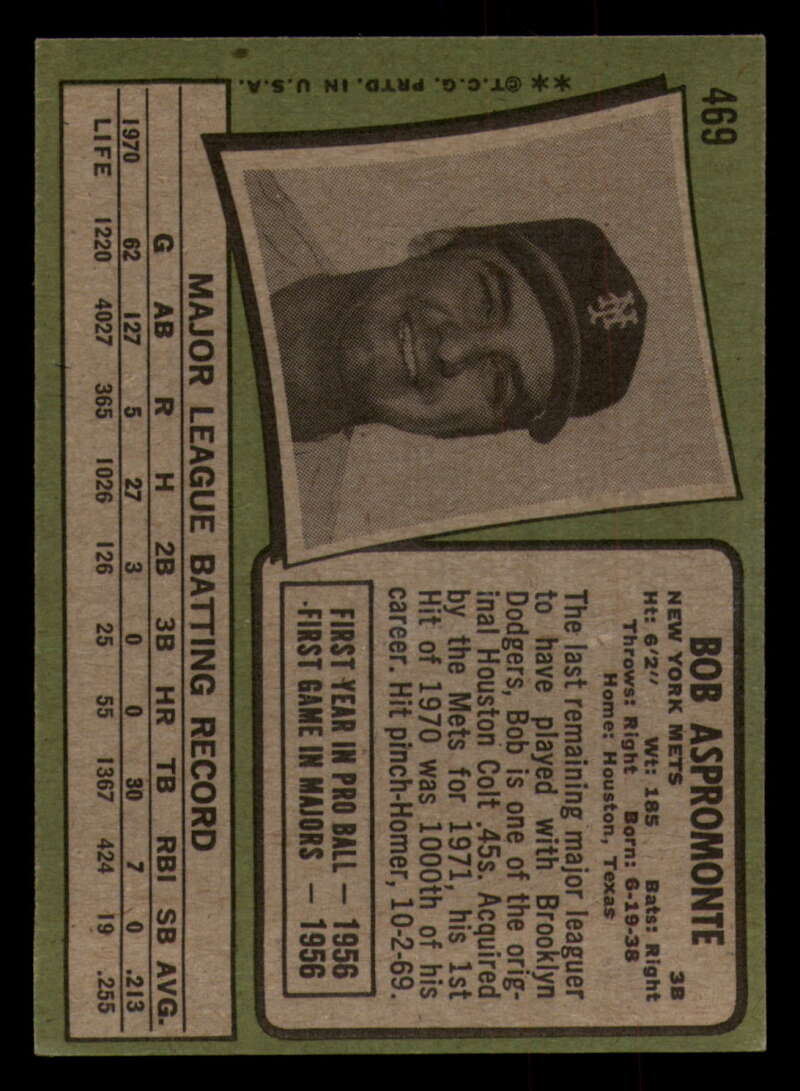 469
** ©T.C.G. PRTD. IN U.S.A.
NY
BOB ASPROMONTE
NEW YORK METS 3B
Ht: 6'2" Wt: 185 Bats: Right
Throws: Right Born: 6-19-38
Home: Houston, Texas
The last remaining major leaguer
to have played with Brooklyn
Dodgers, Bob is one of the orig-
inal Houston Colt .45s. Acquired
by the Mets for 1971, his 1st
Hit of 1970 was 1000th of his
career. Hit pinch-Homer, 10-2-69.
FIRST YEAR IN PRO BALL — 1956
FIRST GAME IN MAJORS — 1956
MAJOR LEAGUE BATTING RECORD
G AB R H 2B 3B HR TB RBI SB AVG.
1970 62 127 5 27 3 0 0 30 7 0 .213
LIFE 1220 4027 365 1026 126 25 55 1367 424 19 .255